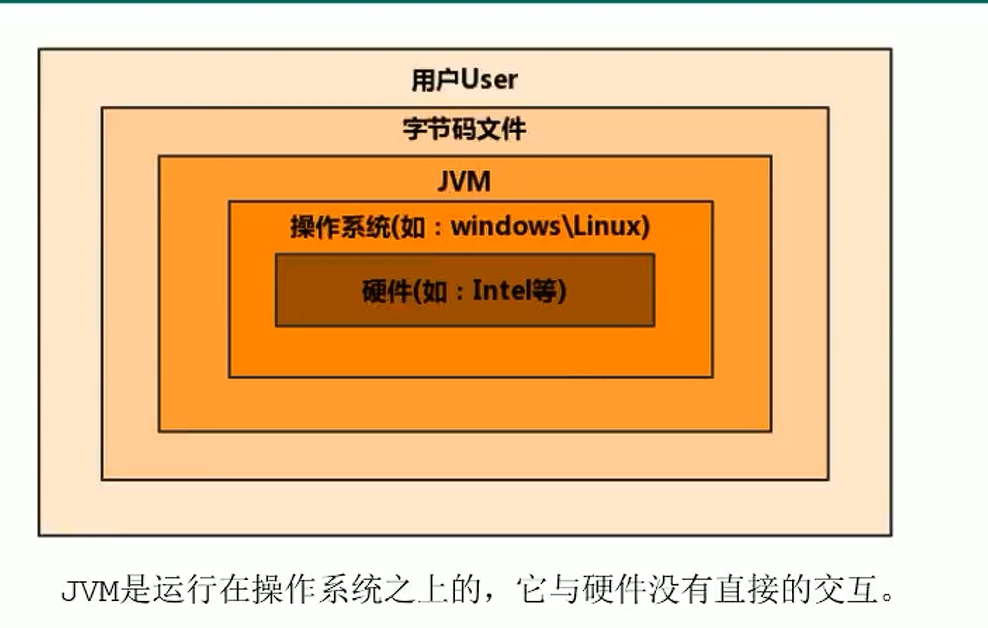 用户User
字节码文件
JVM
操作系统(如：windows\Linux)
硬件(如：Intel等)
JVM是运行在操作系统之上的，它与硬件没有直接的交互。